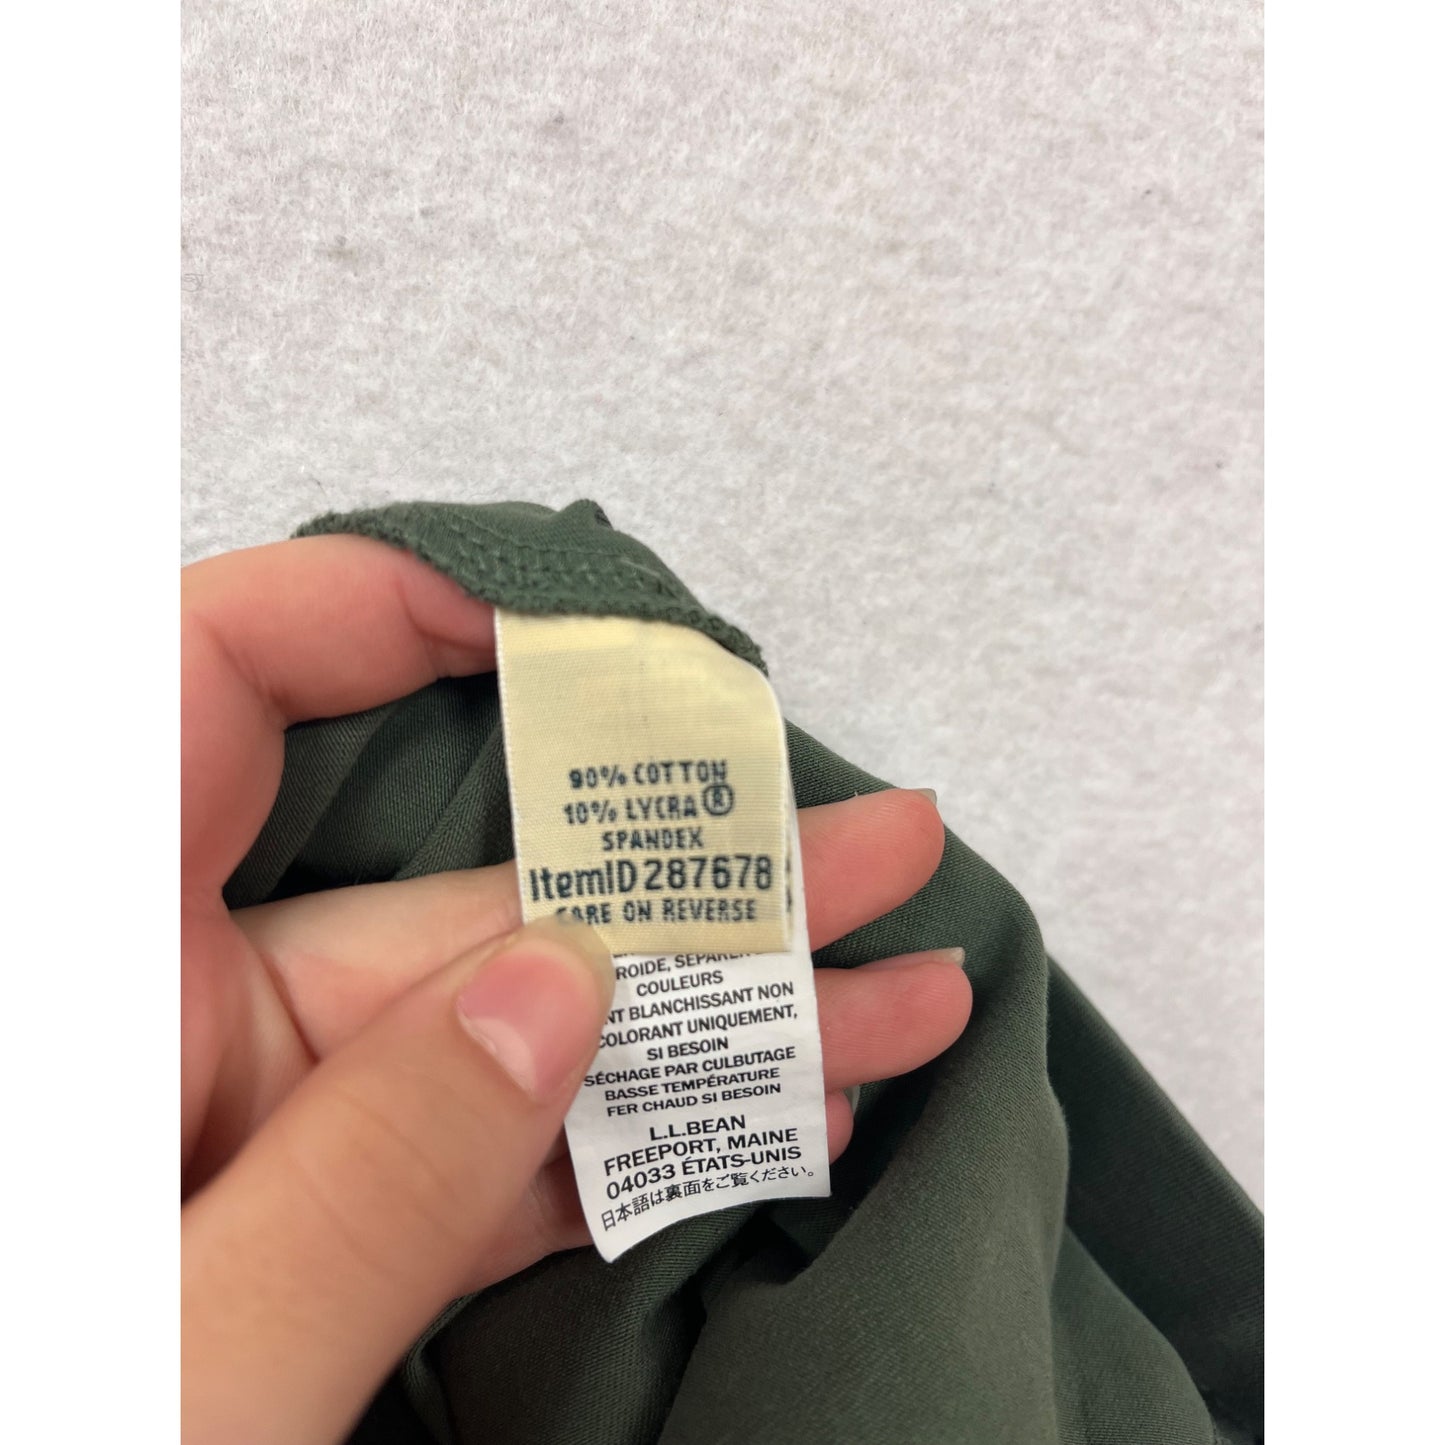 90% COTTON
10% LYCRA®
SPANDEX
ItemID 287678
CARE ON REVERSE
COULEURS
BLANCHISSANT NON
COLORANT UNIQUEMENT,
SI BESOIN
SÉCHAGE PAR CULBUTAGE
BASSE TEMPÉRATURE
FER CHAUD SI BESOIN
L.L.BEAN
FREEPORT, MAINE
04033 ÉTATS-UNIS
日本語は裏面をご覧ください。